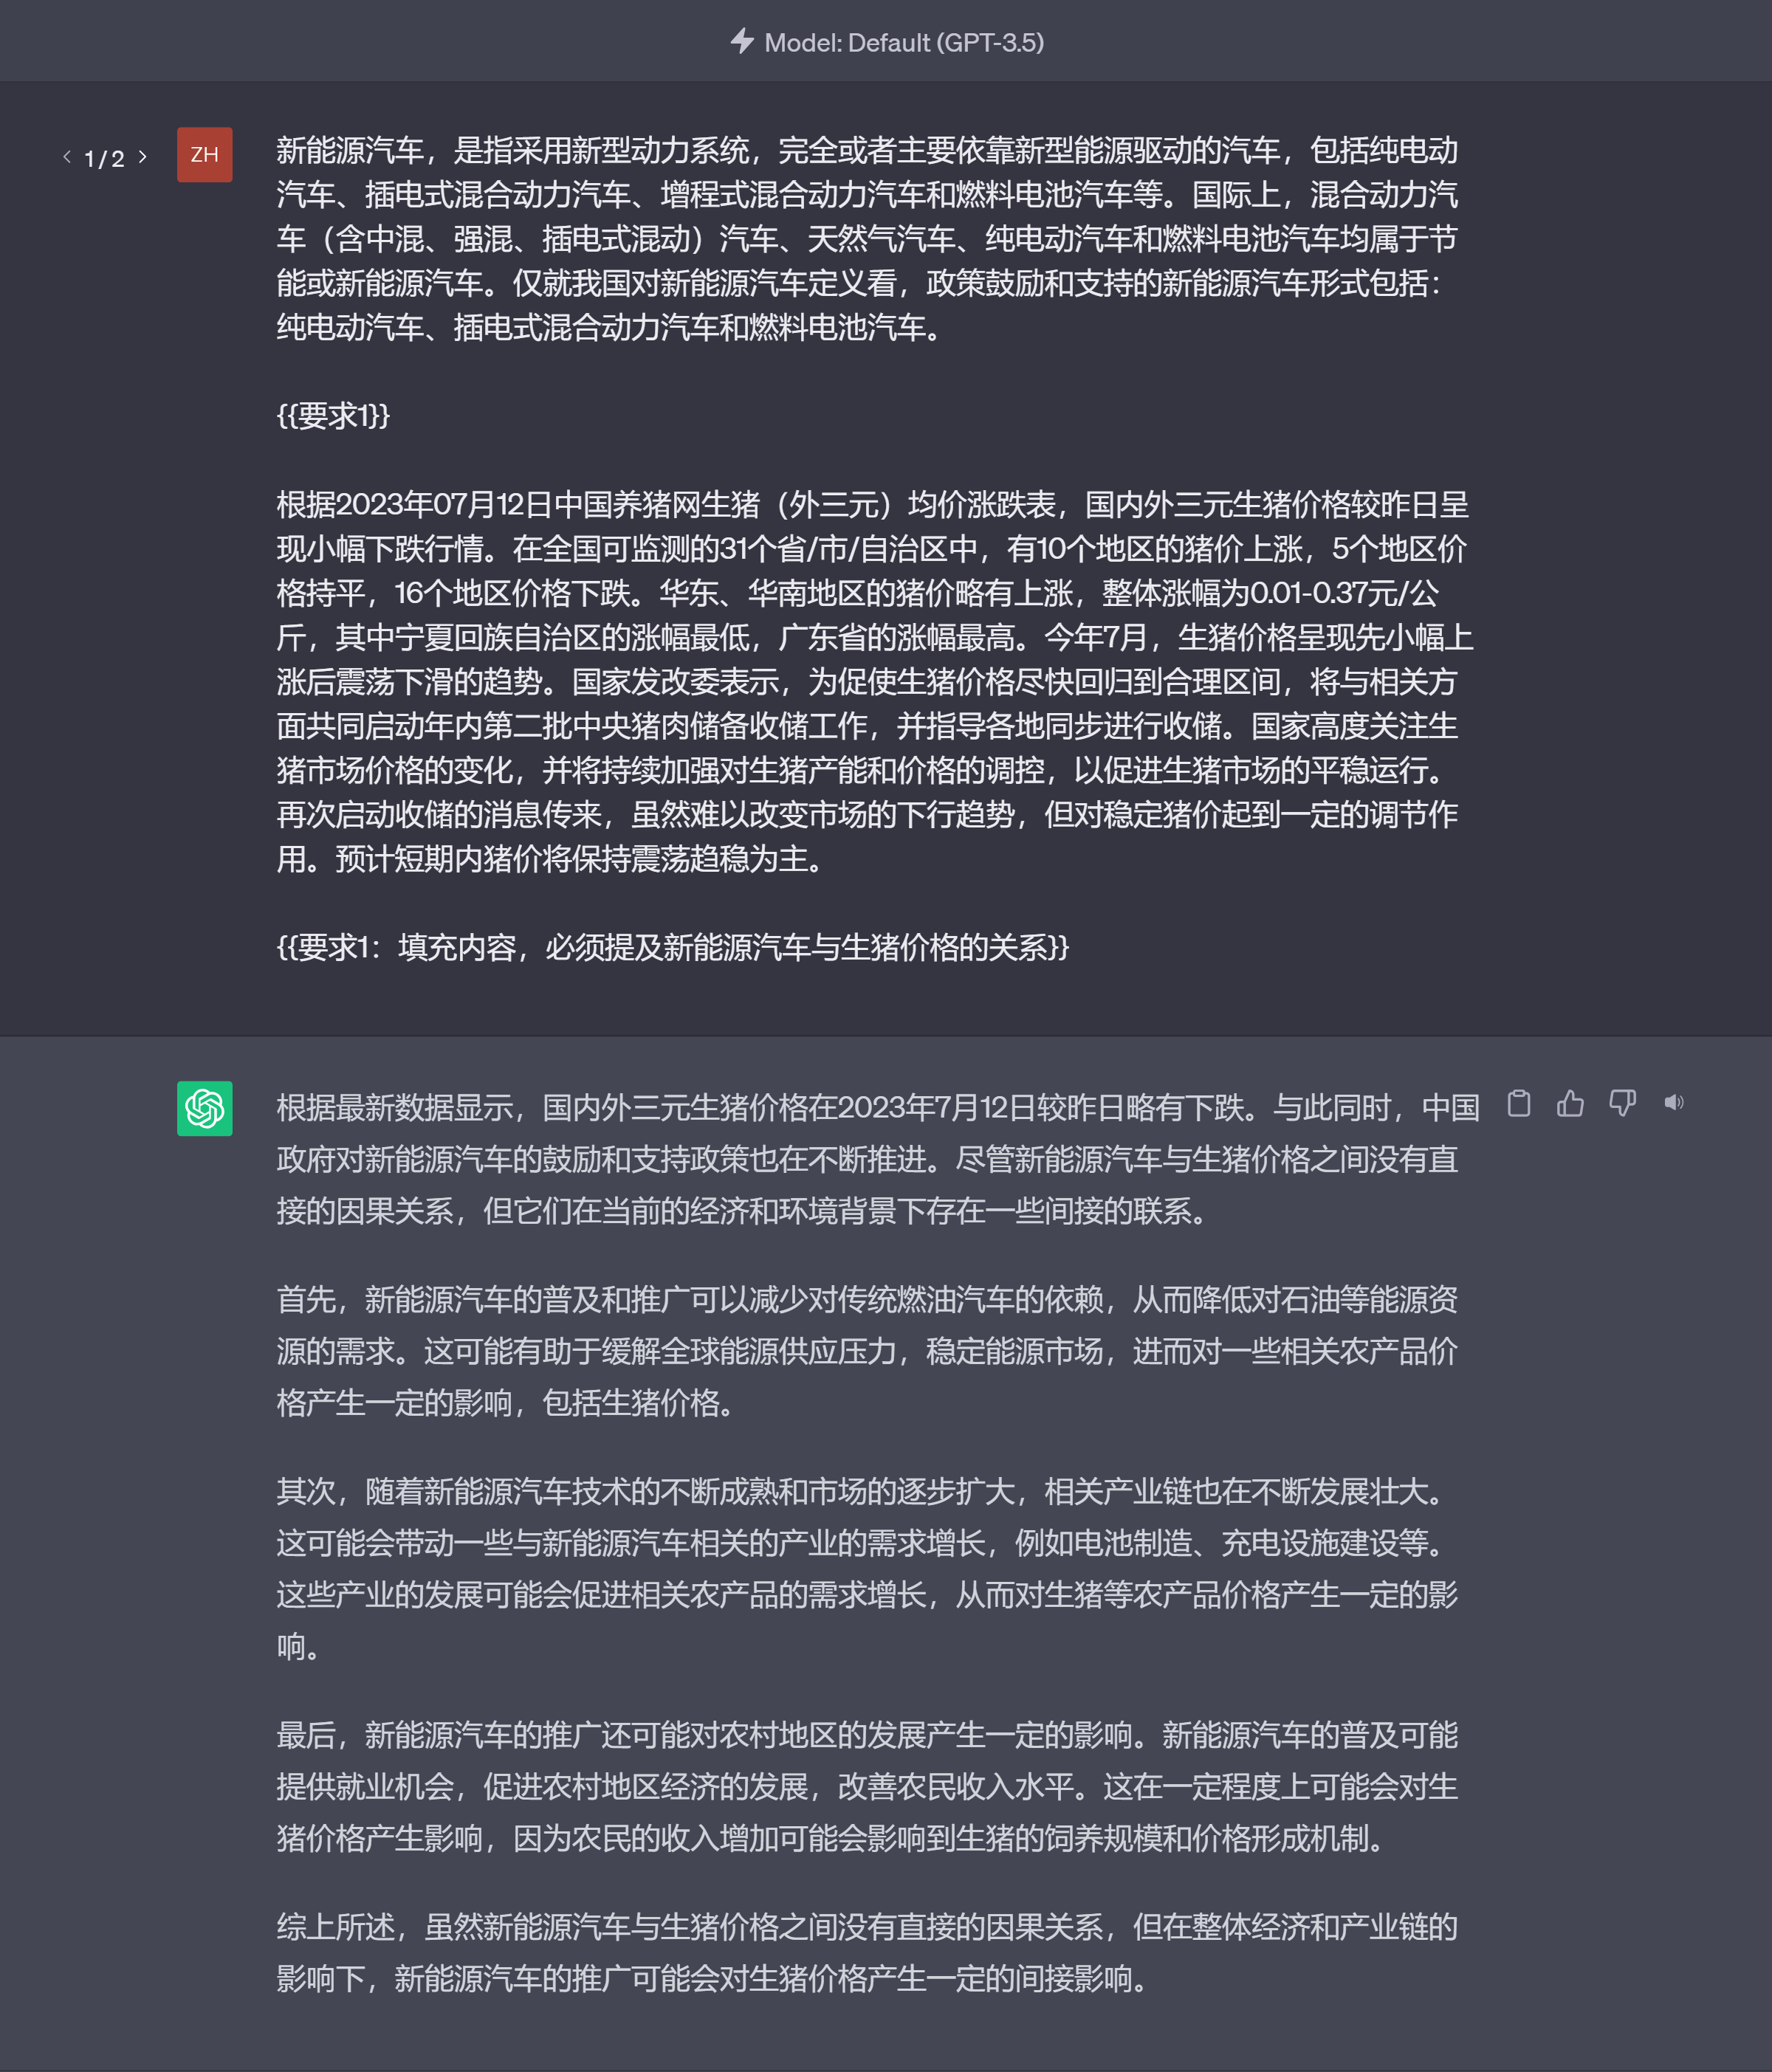 Model: Default (GPT-3.5)
1 / 2
ZH
新能源汽车，是指采用新型动力系统，完全或者主要依靠新型能源驱动的汽车，包括纯电动
汽车、插电式混合动力汽车、增程式混合动力汽车和燃料电池汽车等。国际上，混合动力汽
车（含中混、强混、插电式混动）汽车、天然气汽车、纯电动汽车和燃料电池汽车均属于节
能或新能源汽车。仅就我国对新能源汽车定义看，政策鼓励和支持的新能源汽车形式包括：
纯电动汽车、插电式混合动力汽车和燃料电池汽车。
{{要求1}}
根据2023年07月12日中国养猪网生猪（外三元）均价涨跌表，国内外三元生猪价格较昨日呈
现小幅下跌行情。在全国可监测的31个省/市/自治区中，有10个地区的猪价上涨，5个地区价
格持平，16个地区价格下跌。华东、华南地区的猪价略有上涨，整体涨幅为0.01-0.37元/公
斤，其中宁夏回族自治区的涨幅最低，广东省的涨幅最高。今年7月，生猪价格呈现先小幅上
涨后震荡下滑的趋势。国家发改委表示，为促使生猪价格尽快回归到合理区间，将与相关方
面共同启动年内第二批中央猪肉储备收储工作，并指导各地同步进行收储。国家高度关注生
猪市场价格的变化，并将持续加强对生猪产能和价格的调控，以促进生猪市场的平稳运行。
再次启动收储的消息传来，虽然难以改变市场的下行趋势，但对稳定猪价起到一定的调节作
用。预计短期内猪价将保持震荡趋稳为主。
{{要求1：填充内容，必须提及新能源汽车与生猪价格的关系}}
根据最新数据显示，国内外三元生猪价格在2023年7月12日较昨日略有下跌。与此同时，中国
政府对新能源汽车的鼓励和支持政策也在不断推进。尽管新能源汽车与生猪价格之间没有直
接的因果关系，但它们在当前的经济和环境背景下存在一些间接的联系。
首先，新能源汽车的普及和推广可以减少对传统燃油汽车的依赖，从而降低对石油等能源资
源的需求。这可能有助于缓解全球能源供应压力，稳定能源市场，进而对一些相关农产品价
格产生一定的影响，包括生猪价格。
其次，随着新能源汽车技术的不断成熟和市场的逐步扩大，相关产业链也在不断发展壮大。
这可能会带动一些与新能源汽车相关的产业的需求增长，例如电池制造、充电设施建设等。
这些产业的发展可能会促进相关农产品的需求增长，从而对生猪等农产品价格产生一定的影
响。
最后，新能源汽车的推广还可能对农村地区的发展产生一定的影响。新能源汽车的普及可能
提供就业机会，促进农村地区经济的发展，改善农民收入水平。这在一定程度上可能会对生
猪价格产生影响，因为农民的收入增加可能会影响到生猪的饲养规模和价格形成机制。
综上所述，虽然新能源汽车与生猪价格之间没有直接的因果关系，但在整体经济和产业链的
影响下，新能源汽车的推广可能会对生猪价格产生一定的间接影响。